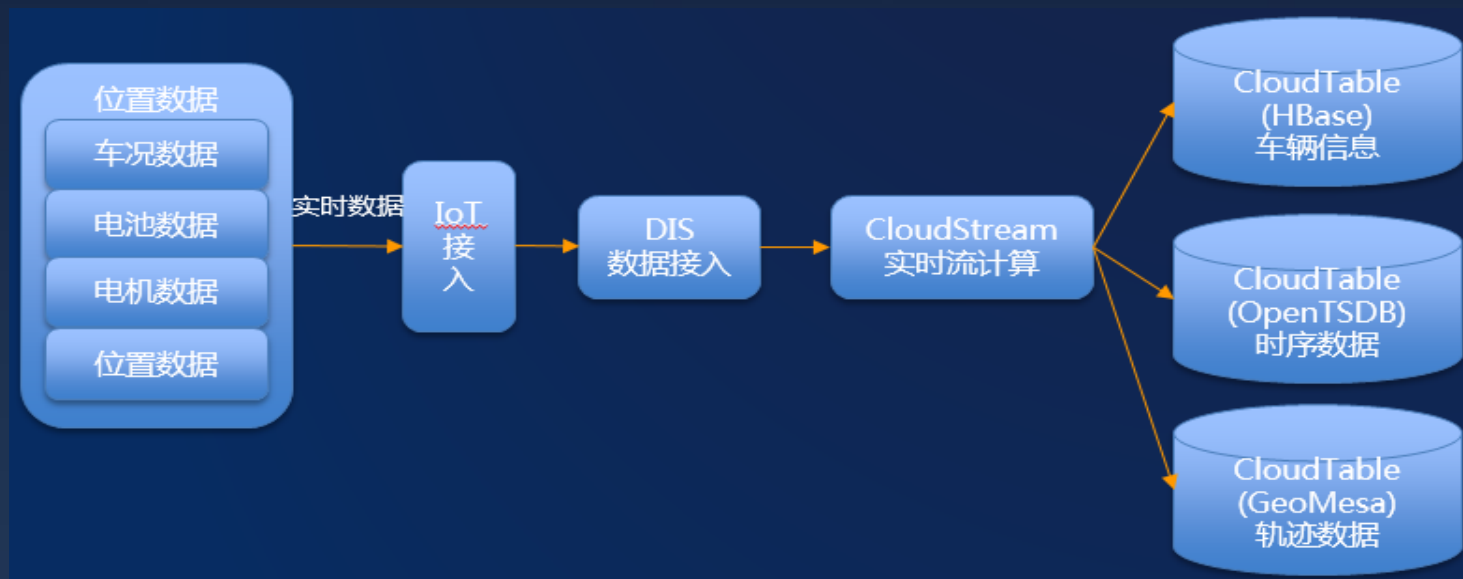 位置数据
车况数据
电池数据
电机数据
位置数据
实时数据
IoT
接
入
DIS
数据接入
CloudStream
实时流计算
CloudTable
(HBase)
车辆信息
CloudTable
(OpenTSDB)
时序数据
CloudTable
(GeoMesa)
轨迹数据